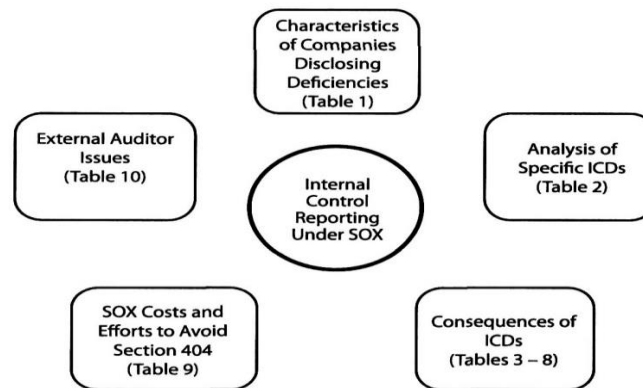 Characteristics
of Companies
Disclosing
Deficiencies
(Table 1)
External Auditor
Issues
(Table 10)
Analysis of
Specific ICDs
(Table 2)
Internal
Control
Reporting
Under SOX
SOX Costs and
Efforts to Avoid
Section 404
(Table 9)
Consequences of
ICDs
(Tables 3 – 8)